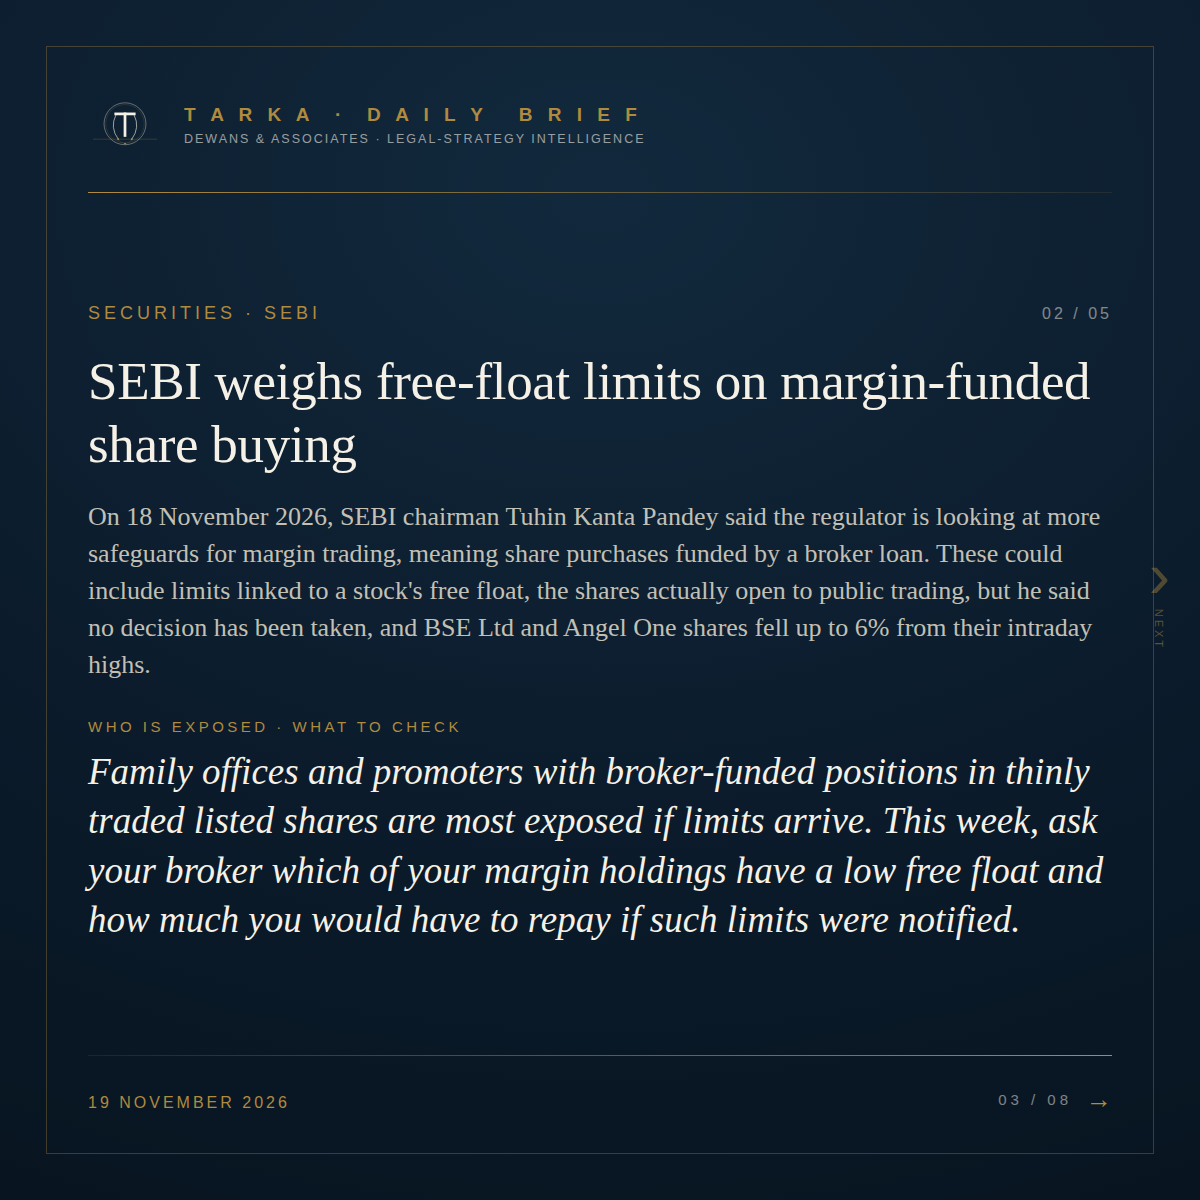 T
TARKA · DAILY BRIEF
DEWANS & ASSOCIATES · LEGAL-STRATEGY INTELLIGENCE
SECURITIES · SEBI
02 / 05
SEBI weighs free-float limits on margin-funded
share buying
On 18 November 2026, SEBI chairman Tuhin Kanta Pandey said the regulator is looking at more
safeguards for margin trading, meaning share purchases funded by a broker loan. These could
include limits linked to a stock's free float, the shares actually open to public trading, but he said
no decision has been taken, and BSE Ltd and Angel One shares fell up to 6% from their intraday
highs.
NEXT
WHO IS EXPOSED · WHAT TO CHECK
Family offices and promoters with broker-funded positions in thinly
traded listed shares are most exposed if limits arrive. This week, ask
your broker which of your margin holdings have a low free float and
how much you would have to repay if such limits were notified.
19 NOVEMBER 2026
03 / 08 →